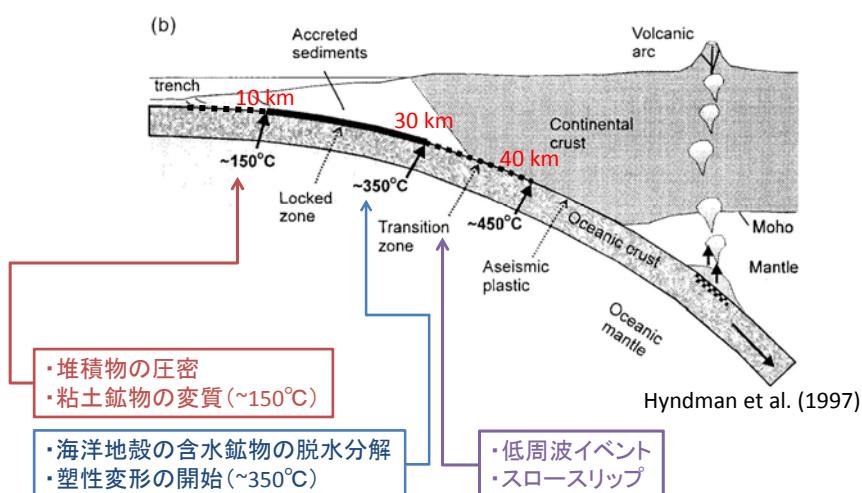 (b)
Accreted
sediments
Volcanic
arc
trench
10 km
30 km
Continental
crust
40 km
~150°C
Locked
zone
~350°C
Transition
zone
~450°C
Oceanic crust
Moho
Aseismic
plastic
Mantle
Oceanic
mantle
Hyndman et al. (1997)
・堆積物の圧密
・粘土鉱物の変質(~150℃)
・海洋地殻の含水鉱物の脱水分解
・塑性変形の開始(~350℃)
・低周波イベント
・スロースリップ